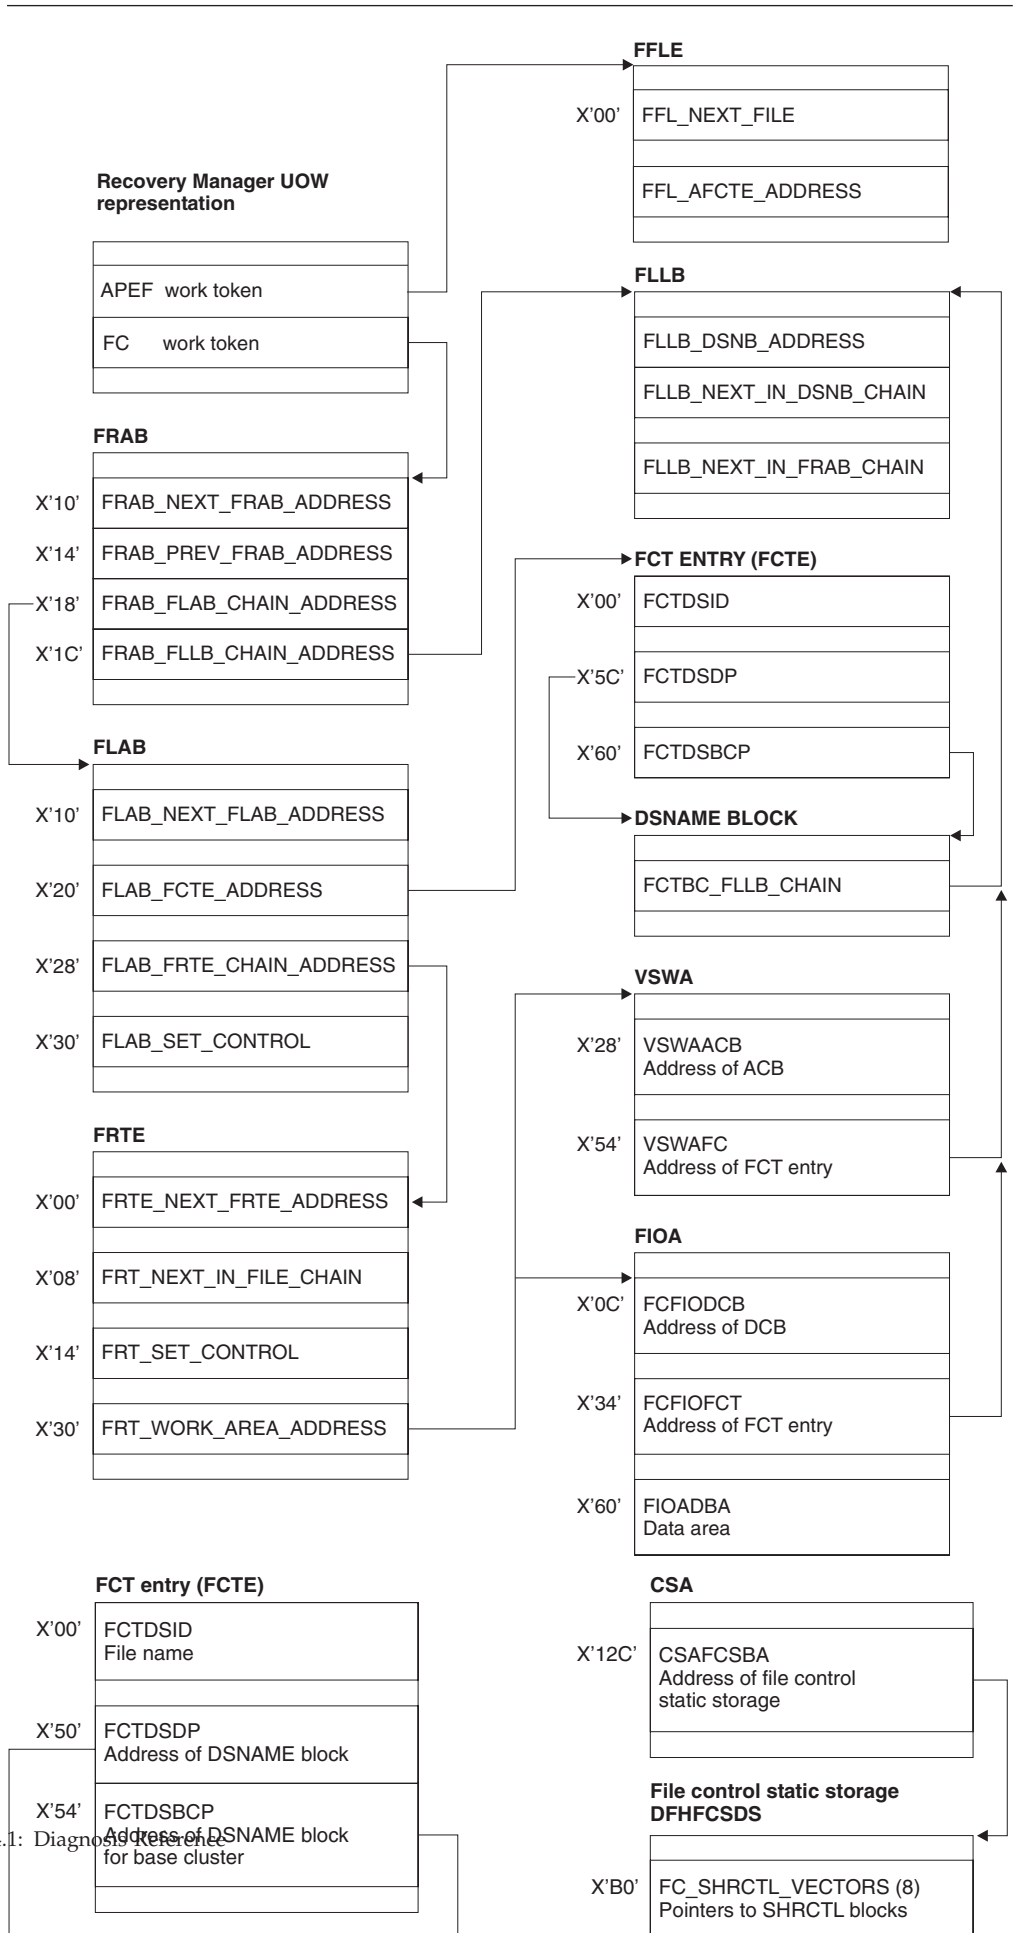 FFLE
X'00' FFL_NEXT_FILE
FFL_AFCTE_ADDRESS
Recovery Manager UOW
representation
APEF work token
FC work token
FLLB
FLLB_DSNB_ADDRESS
FLLB_NEXT_IN_DSNB_CHAIN
FLLB_NEXT_IN_FRAB_CHAIN
FRAB
X'10' FRAB_NEXT_FRAB_ADDRESS
X'14' FRAB_PREV_FRAB_ADDRESS
X'18' FRAB_FLAB_CHAIN_ADDRESS
X'1C' FRAB_FLLB_CHAIN_ADDRESS
FCT ENTRY (FCTE)
X'00' FCTDSID
X'5C' FCTDSDP
X'60' FCTDSBCP
FLAB
X'10' FLAB_NEXT_FLAB_ADDRESS
X'20' FLAB_FCTE_ADDRESS
X'28' FLAB_FRTE_CHAIN_ADDRESS
X'30' FLAB_SET_CONTROL
DSNAME BLOCK
FCTBC_FLLB_CHAIN
VSWA
X'28' VSWAACB
Address of ACB
X'54' VSWAFC
Address of FCT entry
FRTE
X'00' FRTE_NEXT_FRTE_ADDRESS
X'08' FRT_NEXT_IN_FILE_CHAIN
X'14' FRT_SET_CONTROL
X'30' FRT_WORK_AREA_ADDRESS
FIOA
X'0C' FCFIODCB
Address of DCB
X'34' FCFIOFCT
Address of FCT entry
X'60' FIOADBA
Data area
FCT entry (FCTE)
X'00' FCTDSID
File name
X'50' FCTDSDP
Address of DSNAME block
X'54' FCTDSBCP
Address of DSNAME block
for base cluster
.1: Diagnosis Reference
CSA
X'12C' CSAFCSBA
Address of file control
static storage
File control static storage
DFHFCSDS
X'B0' FC_SHRCTL_VECTORS (8)
Pointers to SHRCTL blocks